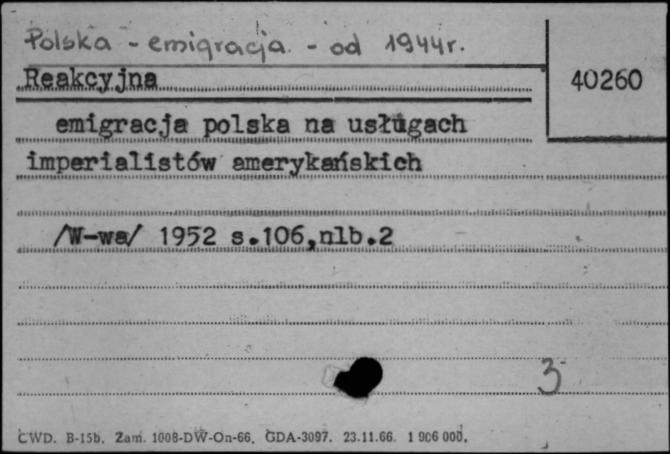 Polska - emigracja - od 1944r.
Reakcyjna
40260
emigracja polska na usługach
imperialistów amerykańskich
/W-wa/ 1952 s.106,nlb.2
3
CWD. B-15b. Zam. 1008-DW-On-66. GDA-3097. 23.11.66. 1 906 000.